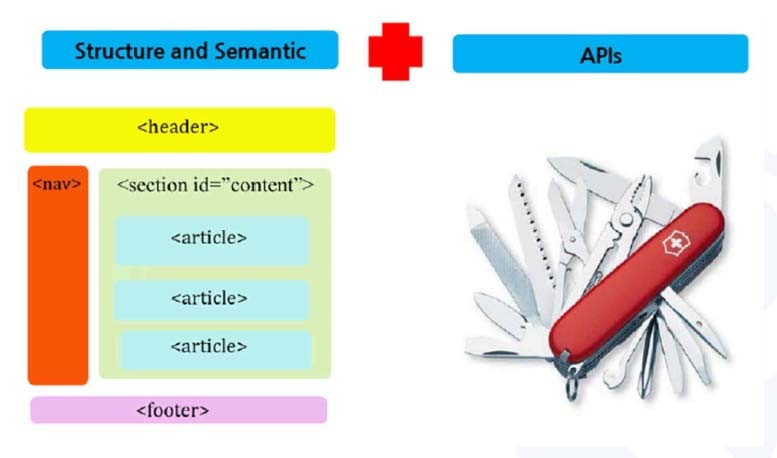 Structure and Semantic
APIs
<header>
<nav>
<section id=”content”>
<article>
<article>
<article>
<footer>